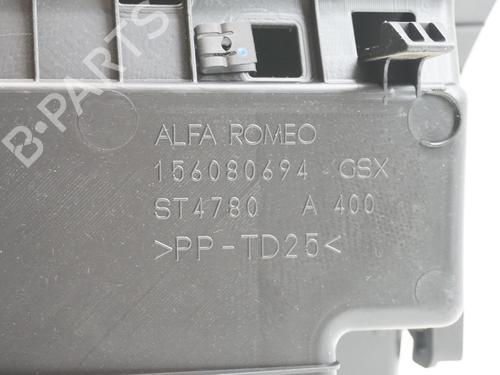 B-PARTS
ALFA ROMEO
156080694 GSX
ST4780 A 400
>PP-TD25<